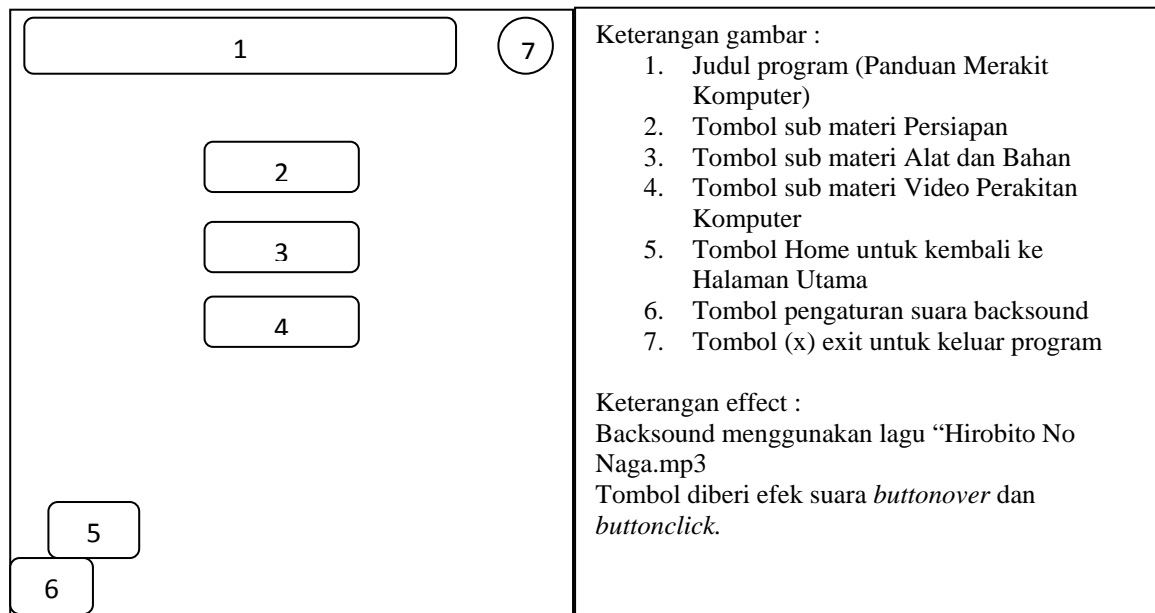 1
7
2
3
4
5
6
Keterangan gambar :
1. Judul program (Panduan Merakit
Komputer)
2. Tombol sub materi Persiapan
3. Tombol sub materi Alat dan Bahan
4. Tombol sub materi Video Perakitan
Komputer
5. Tombol Home untuk kembali ke
Halaman Utama
6. Tombol pengaturan suara backsound
7. Tombol (x) exit untuk keluar program
Keterangan effect :
Backsound menggunakan lagu “Hirobito No
Naga.mp3
Tombol diberi efek suara buttonover dan
buttonclick.